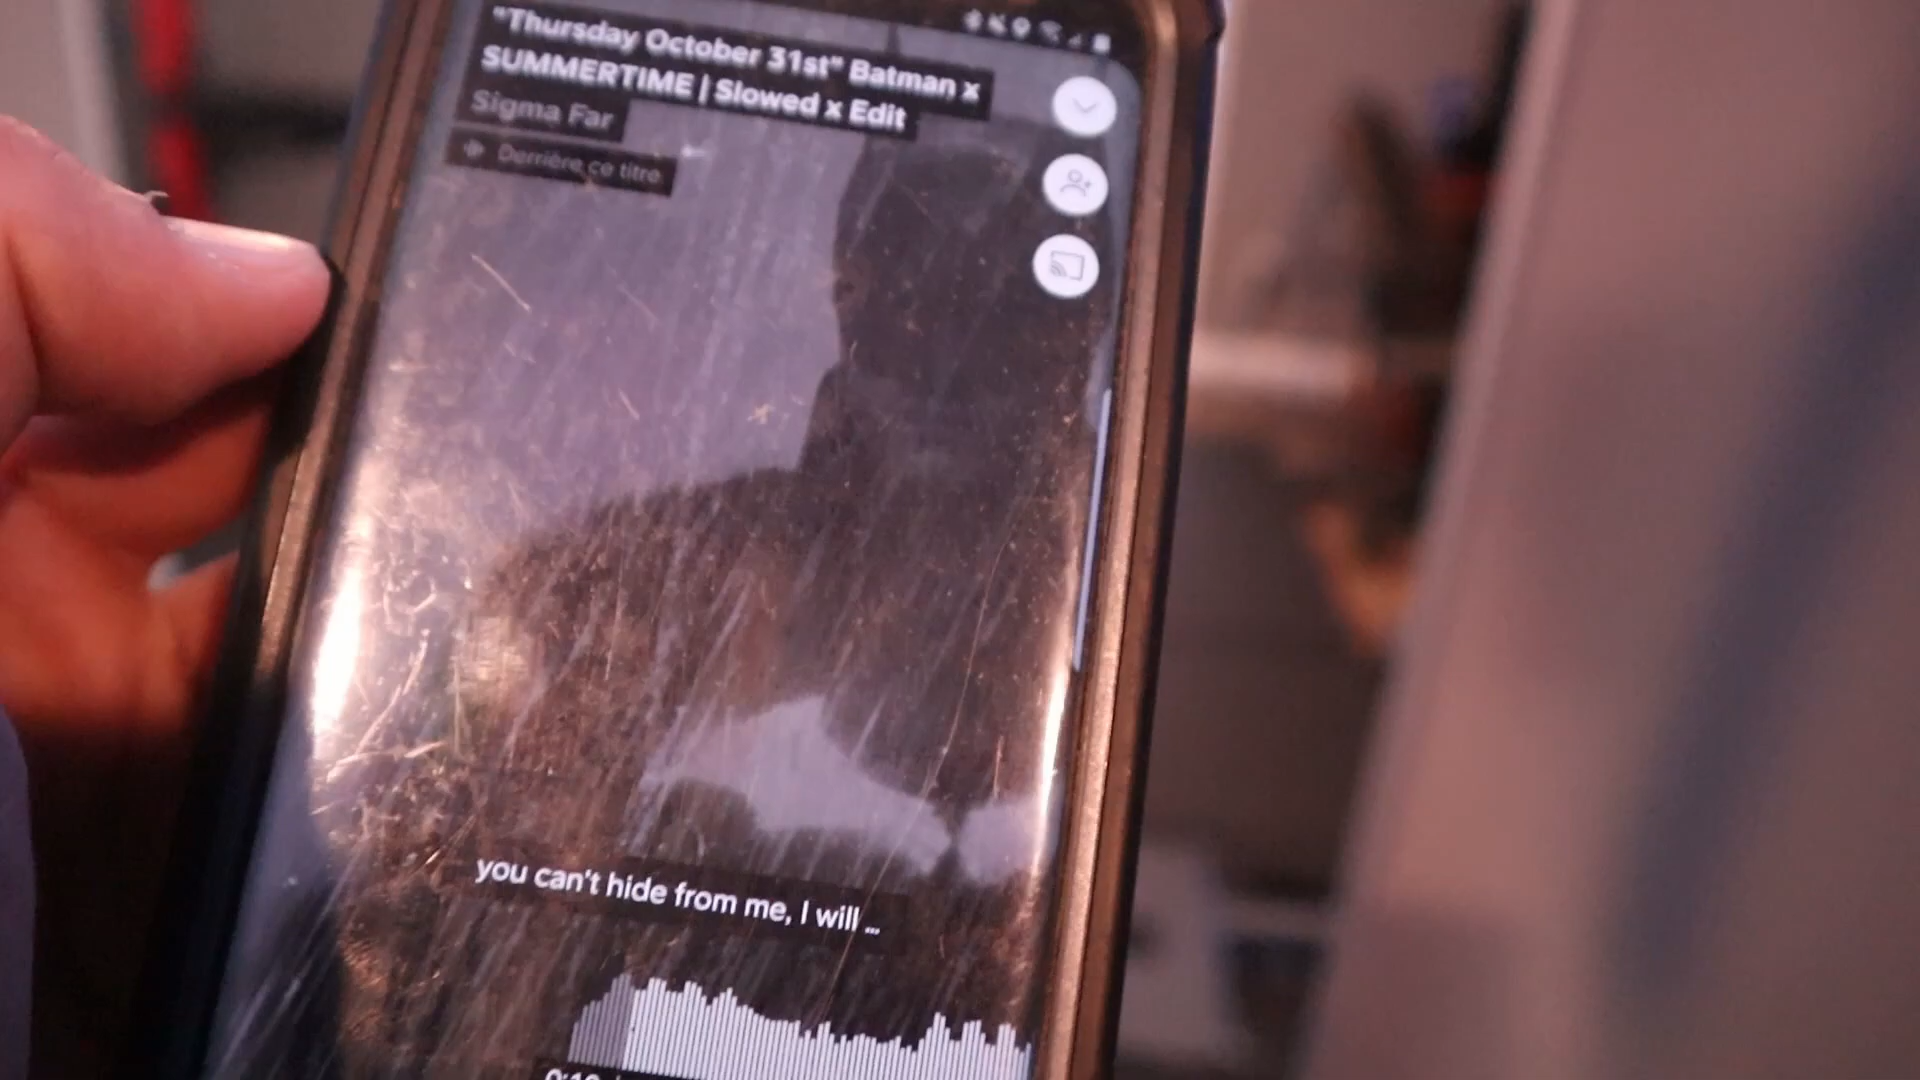 "Thursday October 31st" Batman x
SUMMERTIME | Slowed x Edit
Sigma Far
Derrière ce titre
you can't hide from me, I will ...